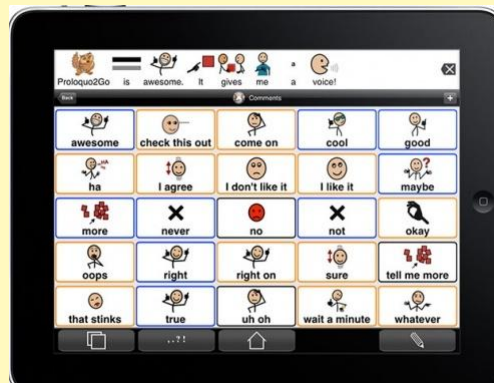 Proloquo2Go is awesome. It gives me a voice!
Back Comments +
awesome check this out come on cool good
HA
ha I agree I don't like it I like it maybe
more never no not okay
oops right right on sure tell me more
that stinks true uh oh wait a minute whatever
,.?!